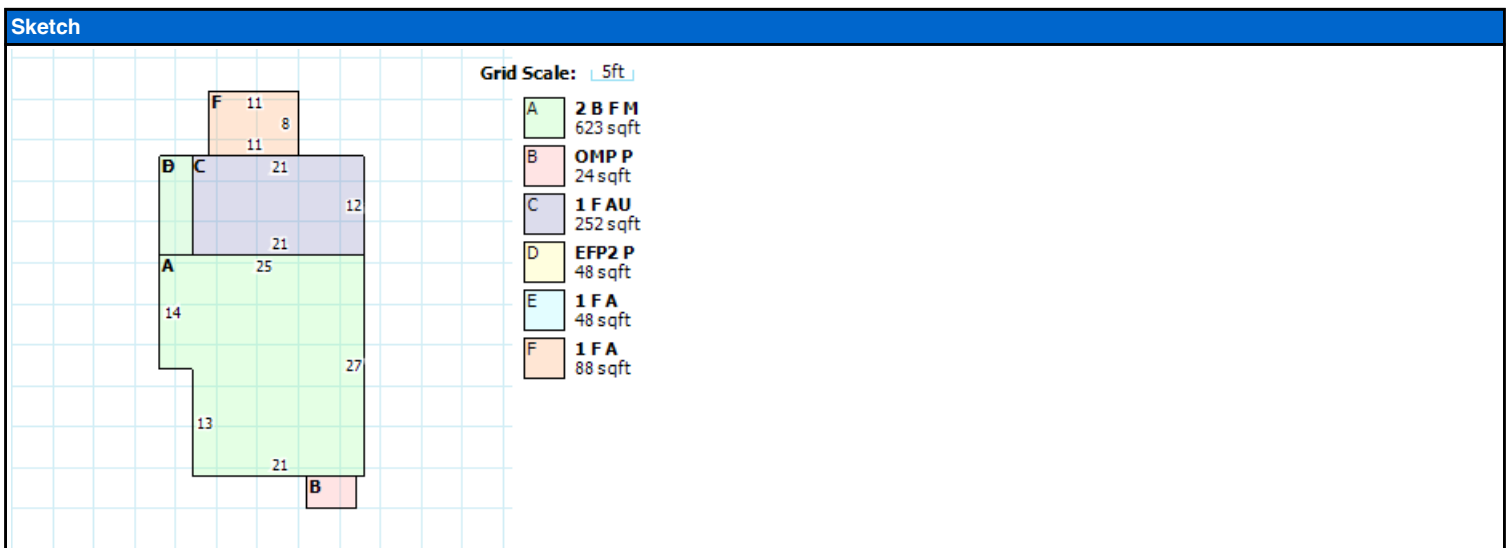 Sketch
Grid Scale: 5ft
A 2 B F M
623 sqft
B OMP P
24 sqft
C 1 F AU
252 sqft
D EFP2 P
48 sqft
E 1 F A
48 sqft
F 1 F A
88 sqft
F 11
8
11
C 21
12
21
A 25
14
27
13
21
B